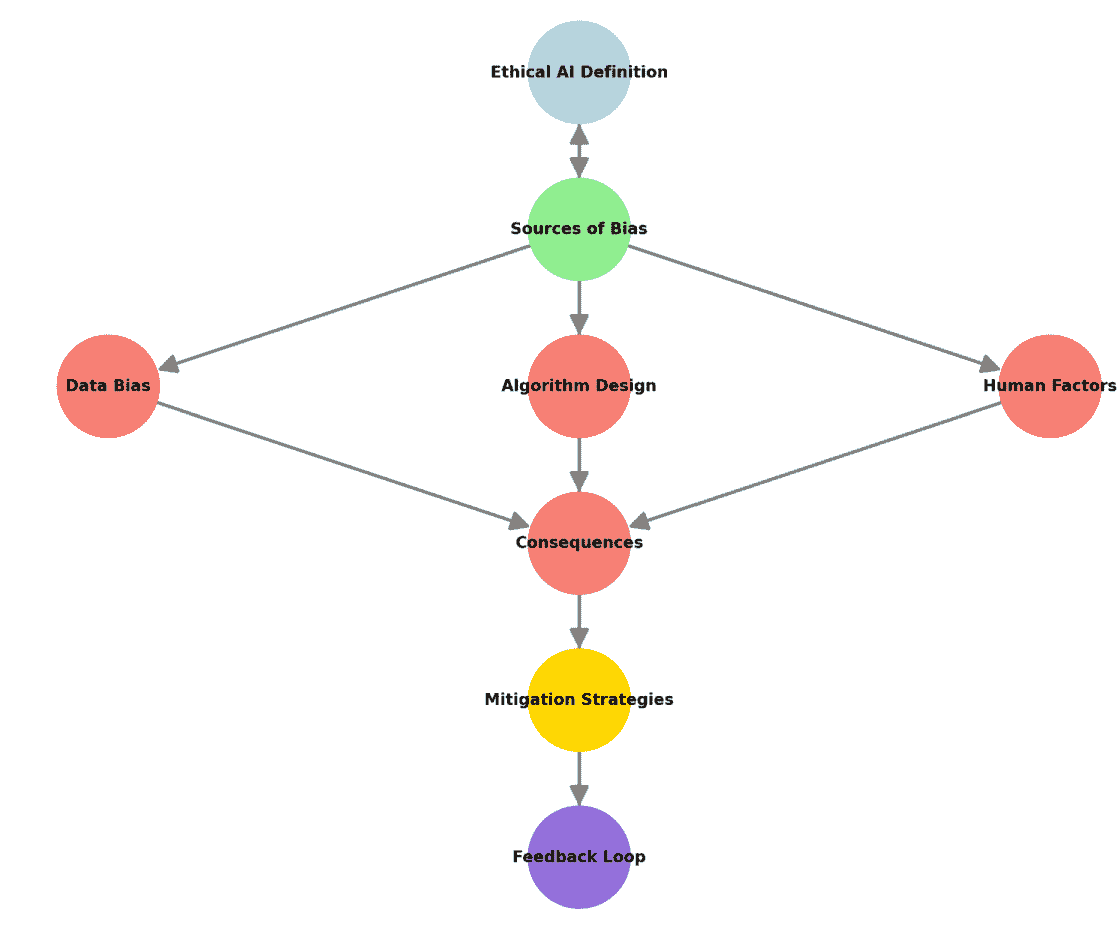 Ethical AI Definition
Sources of Bias
Data Bias
Algorithm Design
Human Factors
Consequences
Mitigation Strategies
Feedback Loop